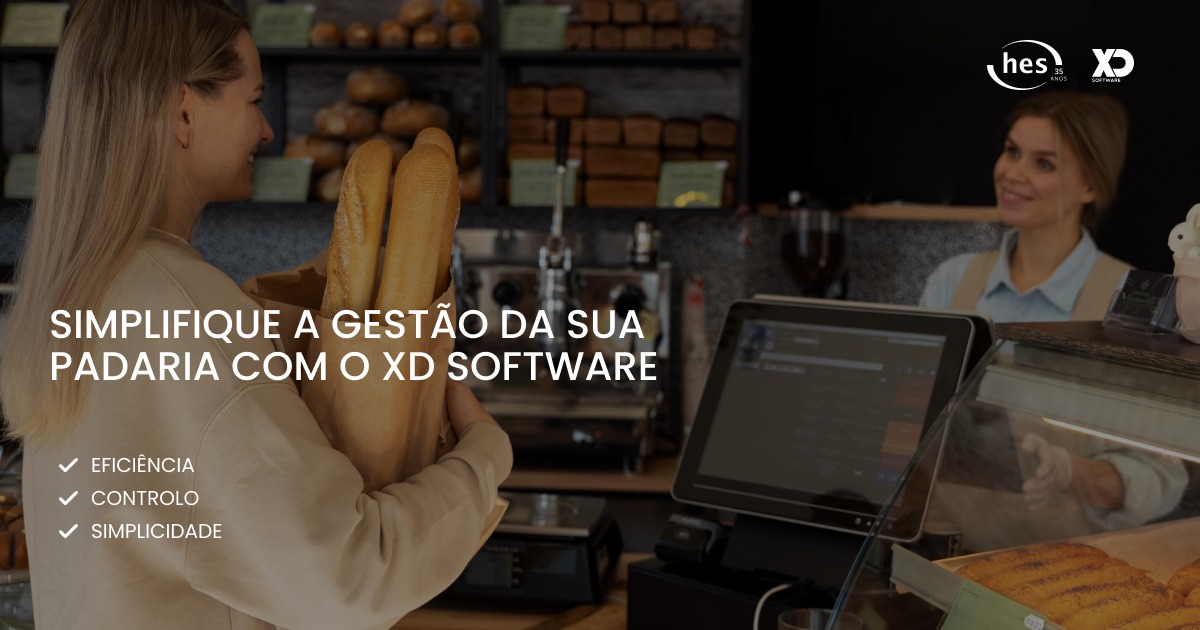 hes
35
ANOS
XD
SOFTWARE
SIMPLIFIQUE A GESTÃO DA SUA
PADARIA COM O XD SOFTWARE
EFICIÊNCIA
CONTROLO
SIMPLICIDADE